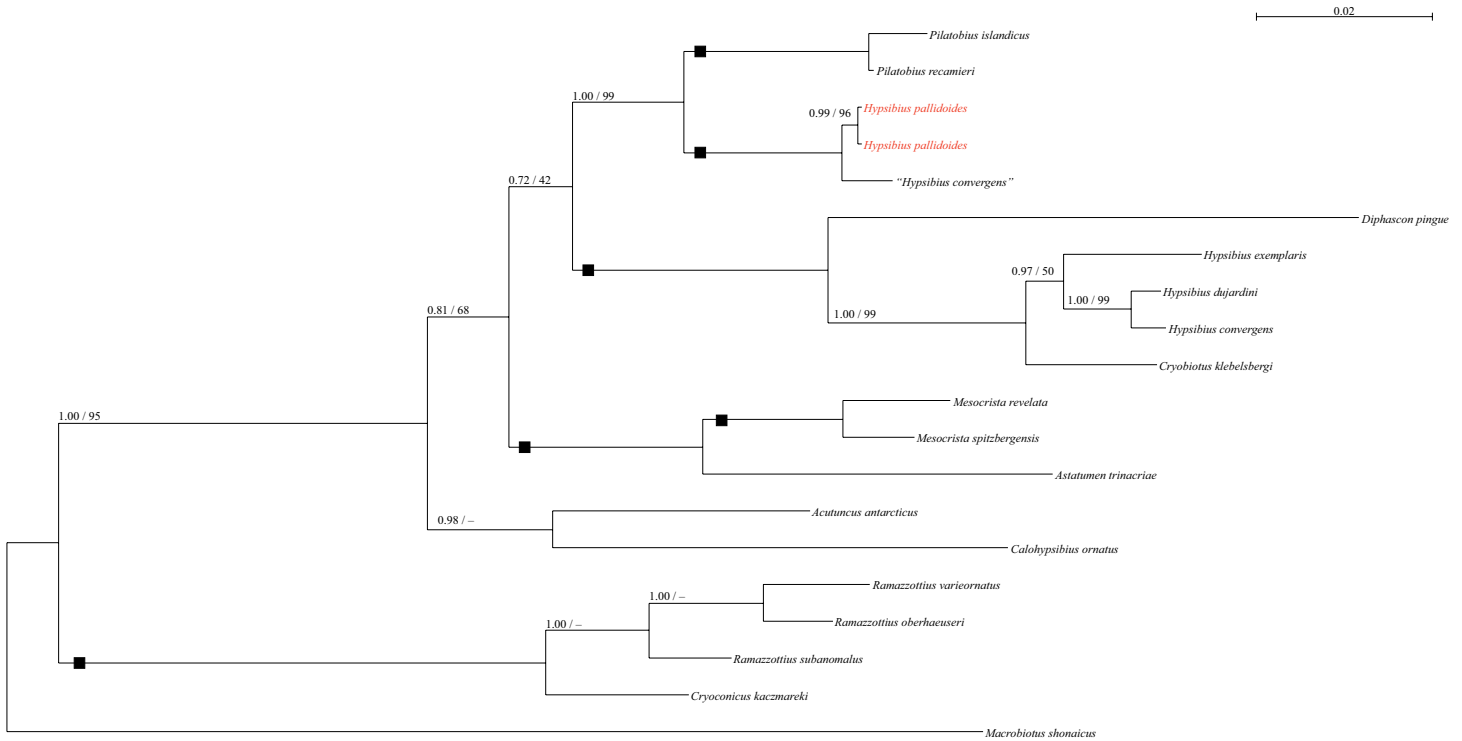 0.02
Pilatobius islandicus
Pilatobius recamieri
1.00 / 99
Hypsibius pallidoides
0.99 / 96
Hypsibius pallidoides
“Hypsibius convergens”
0.72 / 42
Diphascon pingue
Hypsibius exemplaris
0.97 / 50
Hypsibius dujardini
1.00 / 99
Hypsibius convergens
1.00 / 99
0.81 / 68
Cryobiotus klebelsbergi
Mesocrista revelata
1.00 / 95
Mesocrista spitzbergensis
Astatumen trinacriae
Acutuncus antarcticus
0.98 / –
Calohypsibius ornatus
Ramazzottius varieornatus
1.00 / –
Ramazzottius oberhaeuseri
1.00 / –
Ramazzottius subanomalus
Cryoconicus kaczmareki
Macrobiotus shonaicus